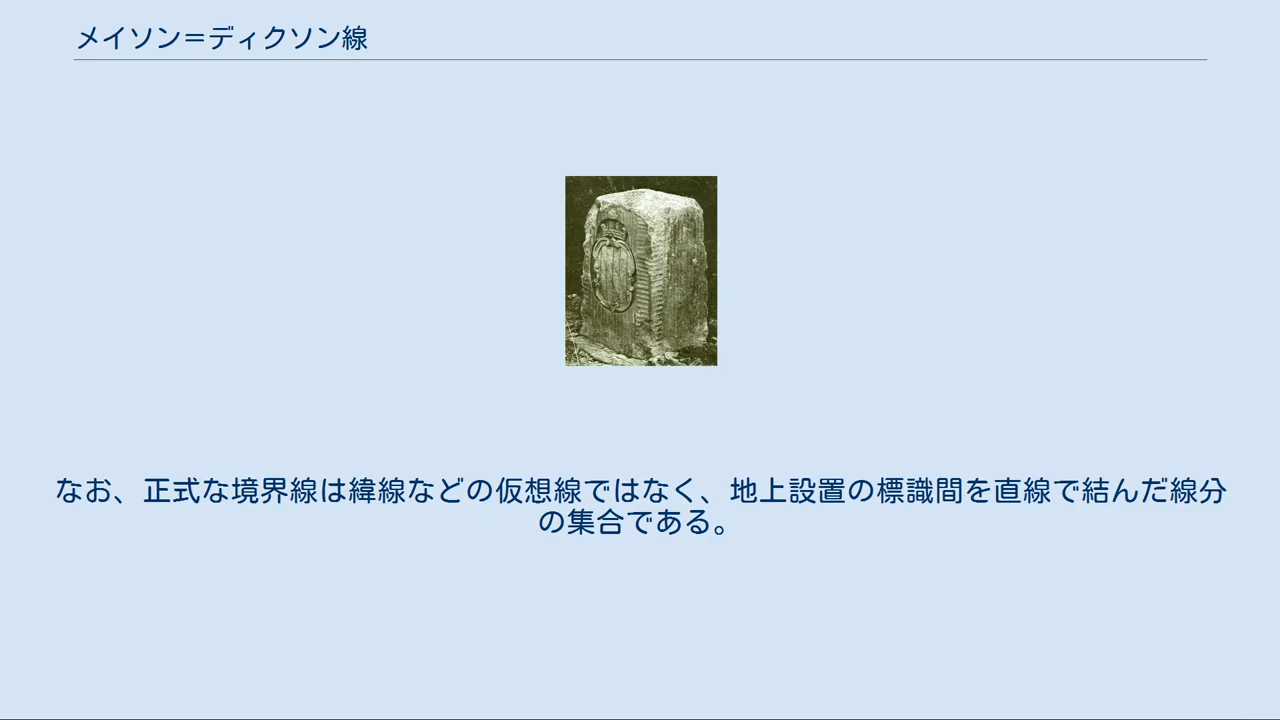 メイソン＝ディクソン線
なお、正式な境界線は緯線などの仮想線ではなく、地上設置の標識間を直線で結んだ線分
の集合である。